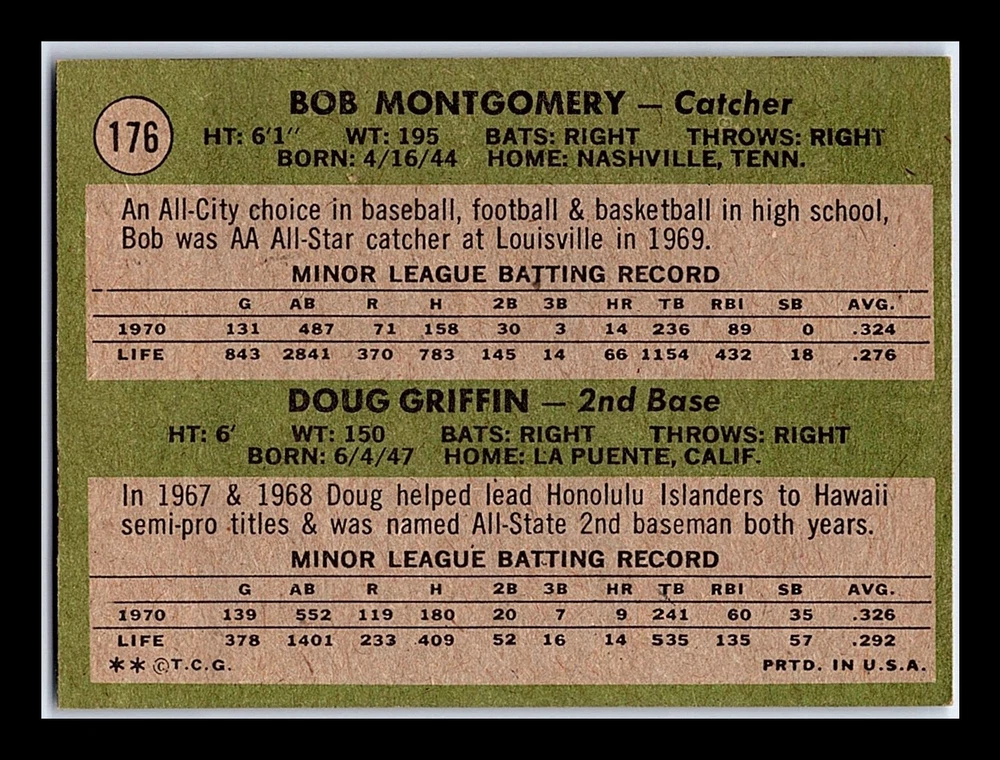 176
BOB MONTGOMERY — Catcher
HT: 6'1" WT: 195 BATS: RIGHT THROWS: RIGHT
BORN: 4/16/44 HOME: NASHVILLE, TENN.
An All-City choice in baseball, football & basketball in high school,
Bob was AA All-Star catcher at Louisville in 1969.
MINOR LEAGUE BATTING RECORD
G AB R H 2B 3B HR TB RBI SB AVG.
1970 131 487 71 158 30 3 14 236 89 0 .324
LIFE 843 2841 370 783 145 14 66 1154 432 18 .276
DOUG GRIFFIN — 2nd Base
HT: 6' WT: 150 BATS: RIGHT THROWS: RIGHT
BORN: 6/4/47 HOME: LA PUENTE, CALIF.
In 1967 & 1968 Doug helped lead Honolulu Islanders to Hawaii
semi-pro titles & was named All-State 2nd baseman both years.
MINOR LEAGUE BATTING RECORD
G AB R H 2B 3B HR TB RBI SB AVG.
1970 139 552 119 180 20 7 9 241 60 35 .326
LIFE 378 1401 233 409 52 16 14 535 135 57 .292
** ©T.C.G. PRTD. IN U.S.A.